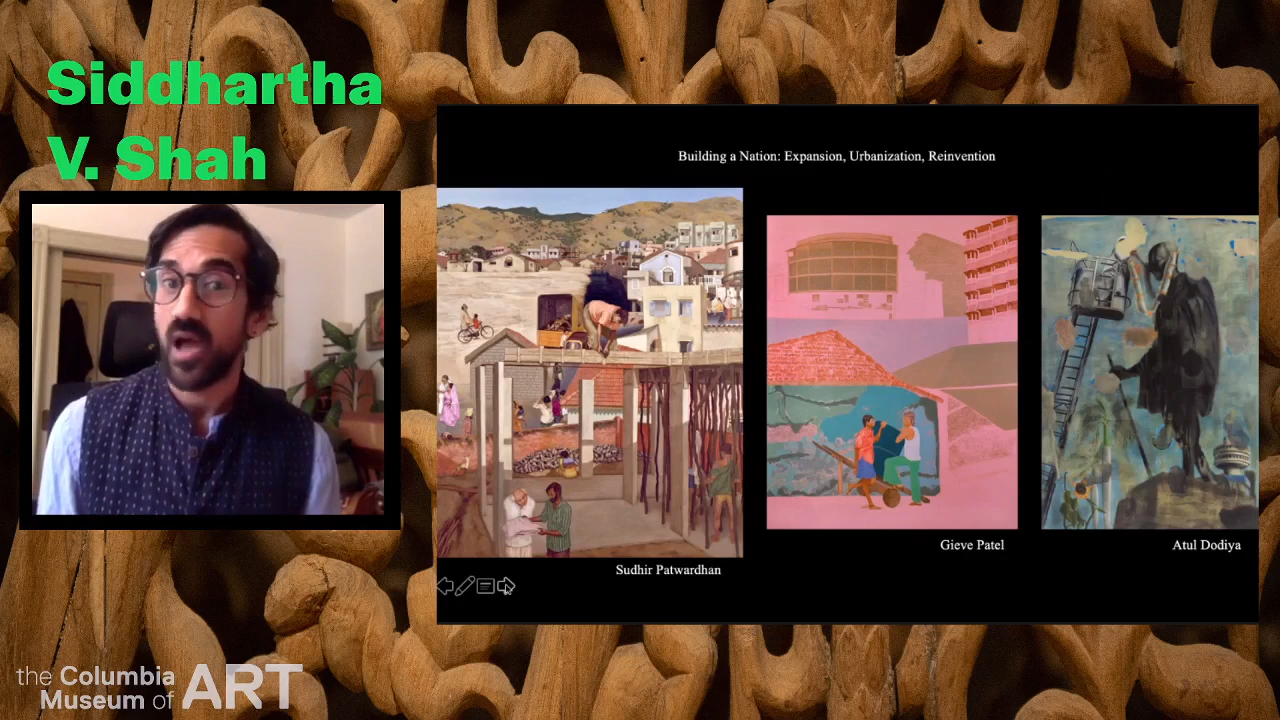 Siddhartha
V. Shah
Building a Nation: Expansion, Urbanization, Reinvention
Sudhir Patwardhan
Gieve Patel
Atul Dodiya
the Columbia
Museum of ART